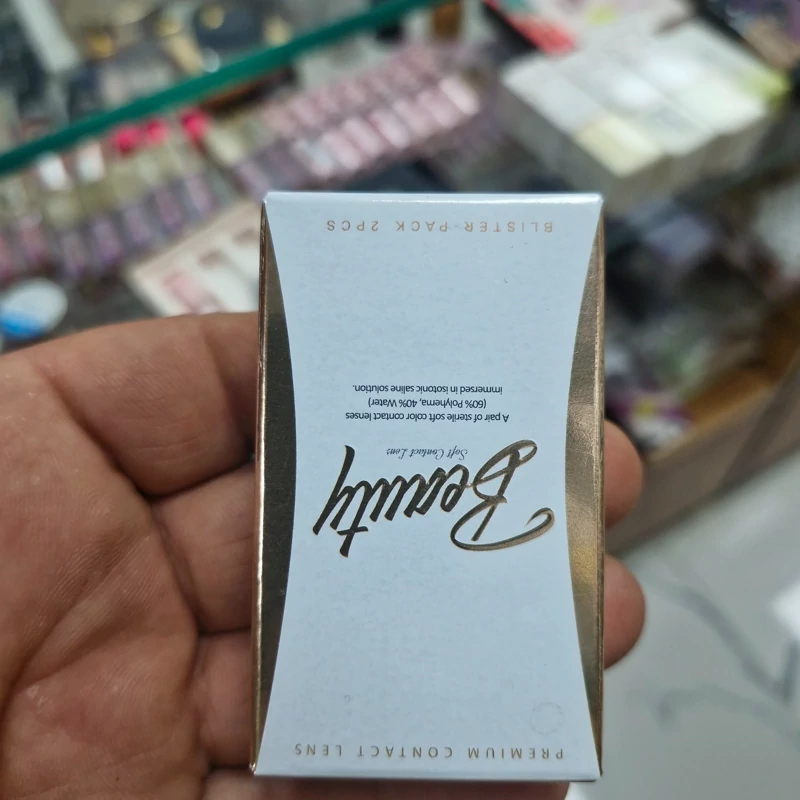 PREMIUM CONTACT LENS
Beauty
Soft Contact Lens
A pair of sterile soft color contact lenses
(60% Polyhema, 40% Water)
immersed in isotonic saline solution.
BLISTER-PACK 2PCS